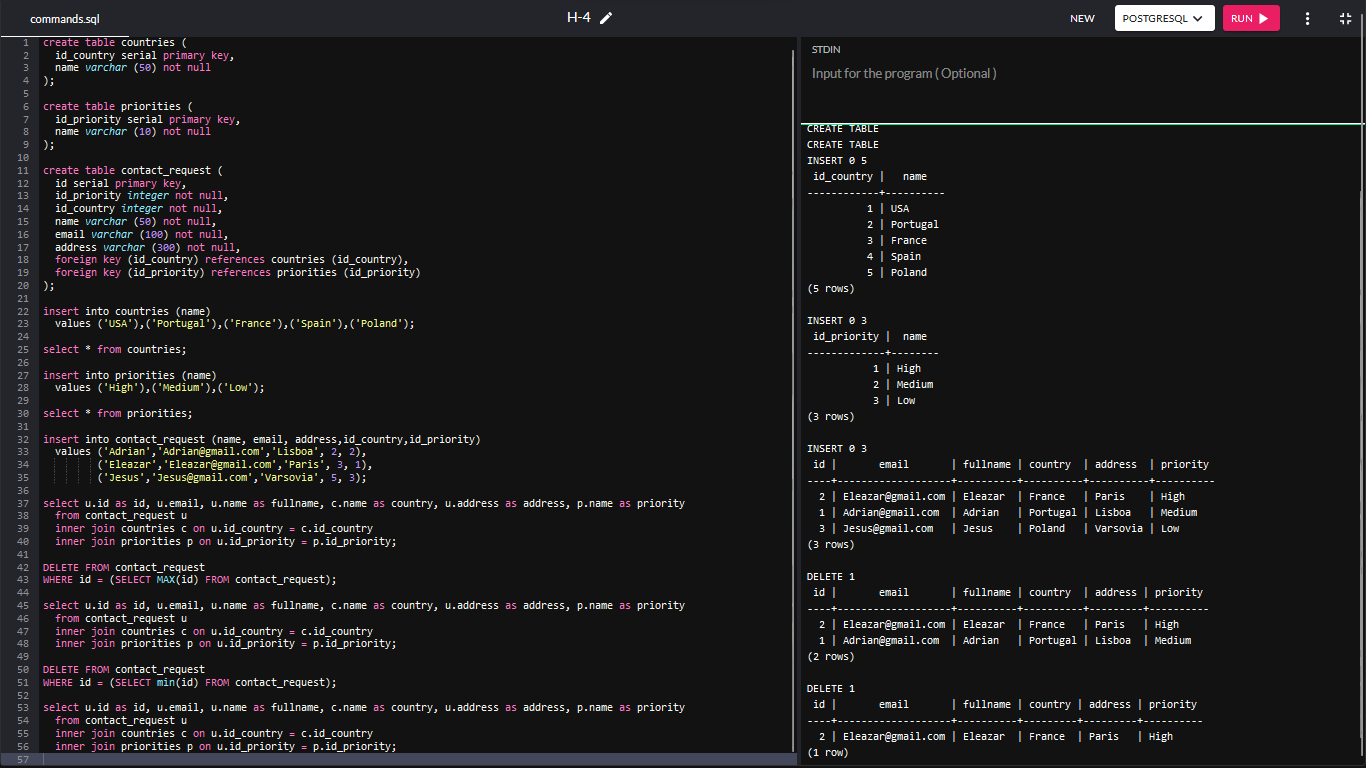 commands.sql
H-4
NEW
POSTGRESQL
RUN
1 create table countries (
2   id_country serial primary key,
3   name varchar (50) not null
4 );
5
6 create table priorities (
7   id_priority serial primary key,
8   name varchar (10) not null
9 );
10
11 create table contact_request (
12   id serial primary key,
13   id_priority integer not null,
14   id_country integer not null,
15   name varchar (50) not null,
16   email varchar (100) not null,
17   address varchar (300) not null,
18   foreign key (id_country) references countries (id_country),
19   foreign key (id_priority) references priorities (id_priority)
20 );
21
22 insert into countries (name)
23   values ('USA'),('Portugal'),('France'),('Spain'),('Poland');
24
25 select * from countries;
26
27 insert into priorities (name)
28   values ('High'),('Medium'),('Low');
29
30 select * from priorities;
31
32 insert into contact_request (name, email, address,id_country,id_priority)
33   values ('Adrian','Adrian@gmail.com','Lisboa', 2, 2),
34          ('Eleazar','Eleazar@gmail.com','Paris', 3, 1),
35          ('Jesus','Jesus@gmail.com','Varsovia', 5, 3);
36
37 select u.id as id, u.email, u.name as fullname, c.name as country, u.address as address, p.name as priority
38   from contact_request u
39   inner join countries c on u.id_country = c.id_country
40   inner join priorities p on u.id_priority = p.id_priority;
41
42 DELETE FROM contact_request
43 WHERE id = (SELECT MAX(id) FROM contact_request);
44
45 select u.id as id, u.email, u.name as fullname, c.name as country, u.address as address, p.name as priority
46   from contact_request u
47   inner join countries c on u.id_country = c.id_country
48   inner join priorities p on u.id_priority = p.id_priority;
49
50 DELETE FROM contact_request
51 WHERE id = (SELECT min(id) FROM contact_request);
52
53 select u.id as id, u.email, u.name as fullname, c.name as country, u.address as address, p.name as priority
54   from contact_request u
55   inner join countries c on u.id_country = c.id_country
56   inner join priorities p on u.id_priority = p.id_priority;
57
STDIN
Input for the program ( Optional )
CREATE TABLE
CREATE TABLE
INSERT 0 5
 id_country |   name
------------+----------
          1 | USA
          2 | Portugal
          3 | France
          4 | Spain
          5 | Poland
(5 rows)

INSERT 0 3
 id_priority |  name
-------------+--------
           1 | High
           2 | Medium
           3 | Low
(3 rows)

INSERT 0 3
 id |       email       | fullname | country  | address  | priority
----+-------------------+----------+----------+----------+----------
  2 | Eleazar@gmail.com | Eleazar  | France   | Paris    | High
  1 | Adrian@gmail.com  | Adrian   | Portugal | Lisboa   | Medium
  3 | Jesus@gmail.com   | Jesus    | Poland   | Varsovia | Low
(3 rows)

DELETE 1
 id |       email       | fullname | country  | address | priority
----+-------------------+----------+----------+---------+----------
  2 | Eleazar@gmail.com | Eleazar  | France   | Paris   | High
  1 | Adrian@gmail.com  | Adrian   | Portugal | Lisboa  | Medium
(2 rows)

DELETE 1
 id |       email       | fullname | country | address | priority
----+-------------------+----------+---------+---------+----------
  2 | Eleazar@gmail.com | Eleazar  | France  | Paris   | High
(1 row)